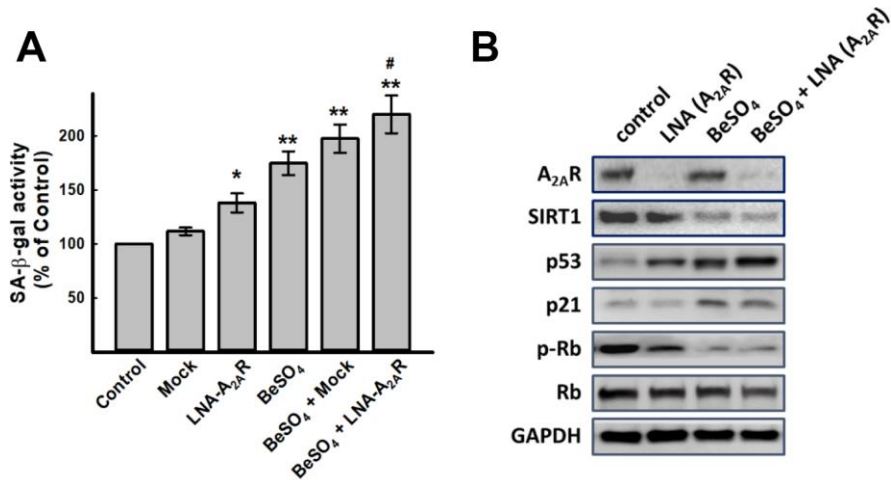 A
SA-β-gal activity
(% of Control)
200
150
100
50
*
**
**
#
**
Control
Mock
LNA-A₂ₐR
BeSO₄
BeSO₄ + Mock
BeSO₄ + LNA-A₂ₐR
B
control
LNA (A₂ₐR)
BeSO₄
BeSO₄ + LNA (A₂ₐR)
A₂ₐR
SIRT1
p53
p21
p-Rb
Rb
GAPDH